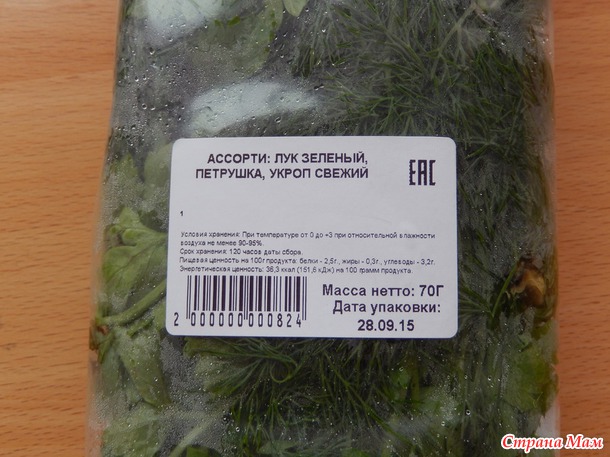 АССОРТИ: ЛУК ЗЕЛЕНЫЙ,
ПЕТРУШКА, УКРОП СВЕЖИЙ
EAC
1
Условия хранения: При температуре от 0 до +3 при относительной влажности
воздуха не менее 90-95%.
Срок хранения: 120 часов даты сбора.
Пищевая ценность на 100г продукта: белки - 2,5г., жиры - 0,3г., углеводы - 3,2г.
Энергетическая ценность: 36,3 ккал (151,6 кДж) на 100 грамм продукта.
Масса нетто: 70Г
Дата упаковки:
28.09.15
2 000000 000824
Страна Мам